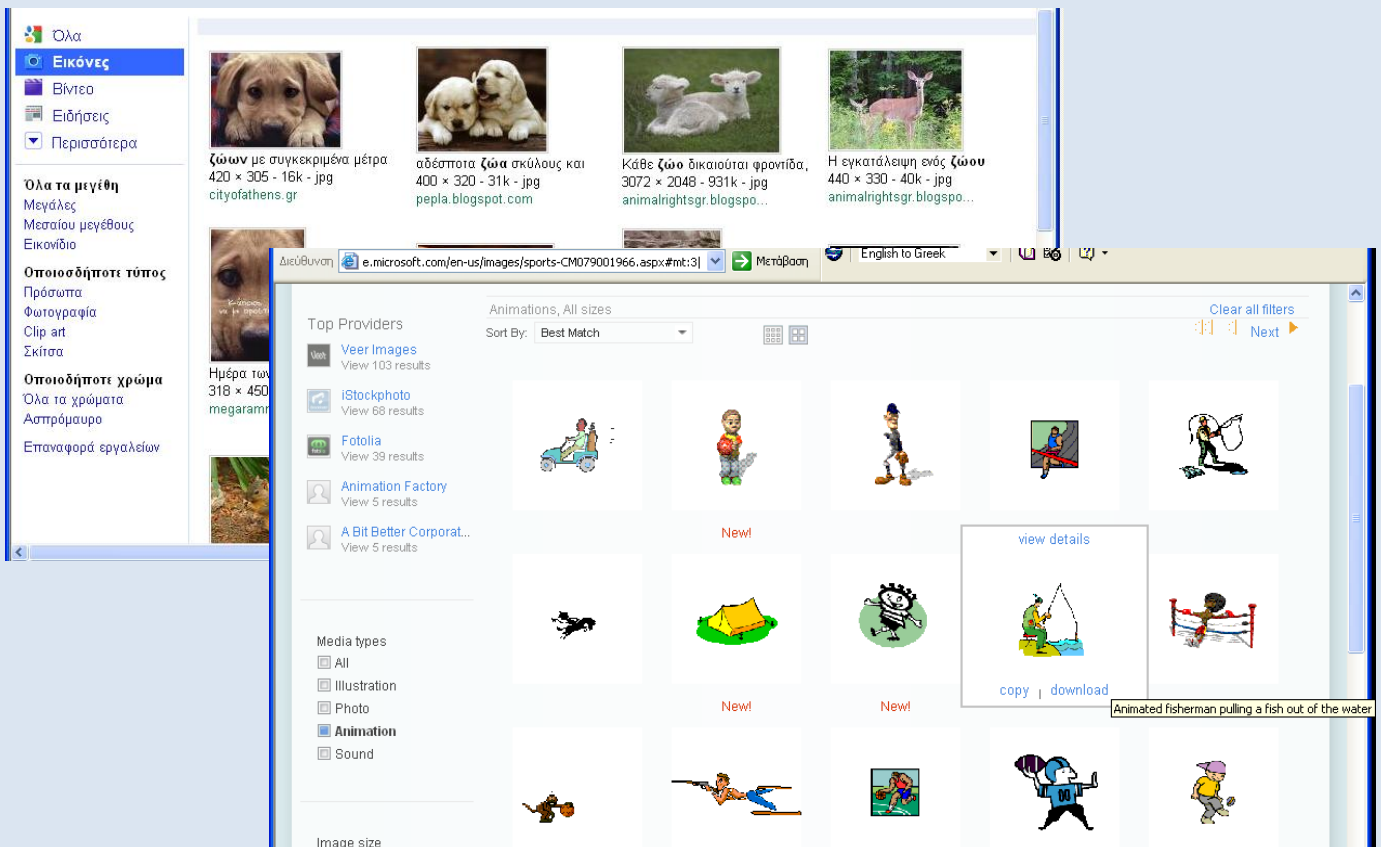 Όλα
Εικόνες
Βίντεο
Ειδήσεις
Περισσότερα
Όλα τα μεγέθη
Μεγάλες
Μεσαίου μεγέθους
Εικονίδιο
Οποιοσδήποτε τύπος
Πρόσωπα
Φωτογραφία
Clip art
Σκίτσα
Οποιοδήποτε χρώμα
Όλα τα χρώματα
Ασπρόμαυρο
Επαναφορά εργαλείων
ζώων με συγκεκριμένα μέτρα
420 × 305 - 16k - jpg
cityofathens.gr
αδέσποτα ζώα σκύλους και
400 × 320 - 31k - jpg
pepla.blogspot.com
Κάθε ζώο δικαιούται φροντίδα,
3072 × 2048 - 931k - jpg
animalrightsgr.blogspo...
Η εγκατάλειψη ενός ζώου
440 × 330 - 40k - jpg
animalrightsgr.blogspo...
Ημέρα των
318 × 450
megaramn
Διεύθυνση e.microsoft.com/en-us/images/sports-CM079001966.aspx#mt:3| Μετάβαση English to Greek
Top Providers
Veer Images
View 103 results
iStockphoto
View 68 results
Fotolia
View 39 results
Animation Factory
View 5 results
A Bit Better Corporat...
View 5 results
Media types
All
Illustration
Photo
Animation
Sound
Image size
Animations, All sizes
Clear all filters
Sort By: Best Match
Next
New!
view details
copy | download
Animated fisherman pulling a fish out of the water
New!
New!
00